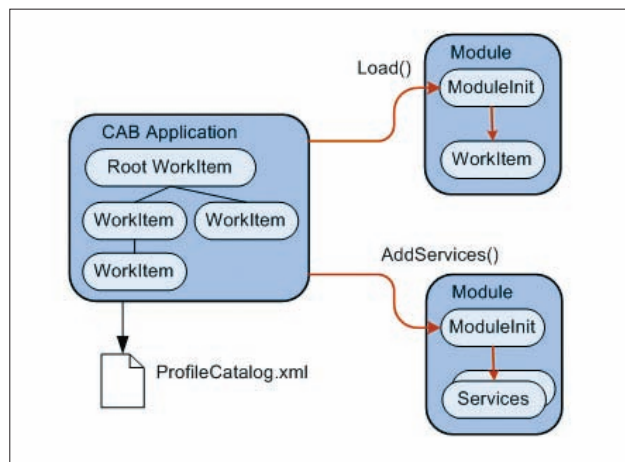 CAB Application
Root WorkItem
WorkItem
WorkItem
WorkItem
ProfileCatalog.xml
Load()
Module
ModuleInit
WorkItem
AddServices()
Module
ModuleInit
Services